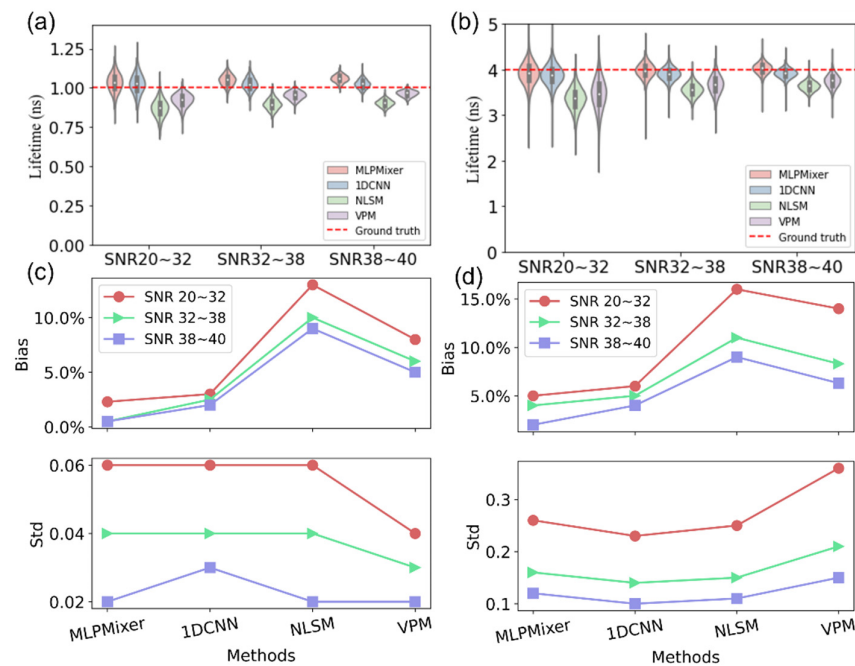 (a)
Lifetime (ns)
1.25
1.00
0.75
0.50
0.25
0.00
MLPMixer
1DCNN
NLSM
VPM
Ground truth
SNR20~32
SNR32~38
SNR38~40
(b)
Lifetime (ns)
5
4
3
2
1
0
MLPMixer
1DCNN
NLSM
VPM
Ground truth
SNR20~32
SNR32~38
SNR38~40
(c)
SNR 20~32
SNR 32~38
SNR 38~40
Bias
10.0%
5.0%
0.0%
Std
0.06
0.04
0.02
MLPMixer
1DCNN
NLSM
VPM
Methods
(d)
SNR 20~32
SNR 32~38
SNR 38~40
Bias
15.0%
10.0%
5.0%
Std
0.3
0.2
0.1
MLPMixer
1DCNN
NLSM
VPM
Methods